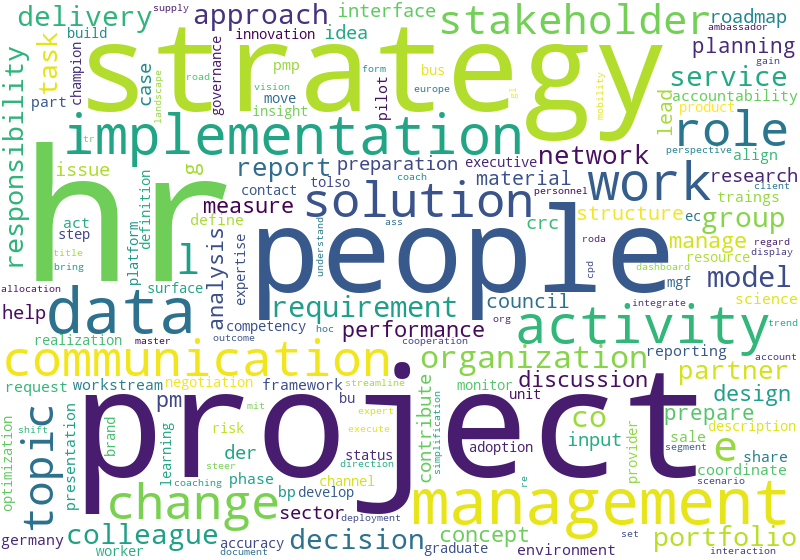 supply
delivery
approach
interface
stakeholder
roadmap
ambassador
build
innovation
idea
planning
gain
task
champion
strategy
governance
pmp
form
bus
vision
europe
road
landscape
case
part
move
insight
pilot
gl
mobility
service
accountability
lead
product
responsibility
implementation
role
perspective
tr
hr
network
research
align
issue
g
report
preparation
executive
contact
tolso
coach
material
personnel
work
client
traings
measure
solution
structure
ec
group
act
define
crc
step
definition
platform
analysis
expertise
understand
ass
people
roda
cpd
dashboard
manage
regard
display
title
bring
l
resource
model
surface
integrate
mgf
science
allocation
help
data
requirement
council
org
activity
trend
competency
hoc
performance
realization
master
outcome
cooperation
communication
organization
reporting
account
partner
request
workstream
negotiation
framework
streamline
monitor
unit
discussion
description
shift
pm
mit
bu
expert
contribute
simplification
design
optimization
topic
presentation
brand
learning
risk
execute
project
adoption
co
prepare
sale
share
segment
e
steer
der
status
direction
input
provider
coordinate
coaching
phase
channel
re
scenario
change
bp
develop
management
germany
sector
deployment
set
colleague
decision
concept
portfolio
worker
document
accuracy
graduate
environment
interaction